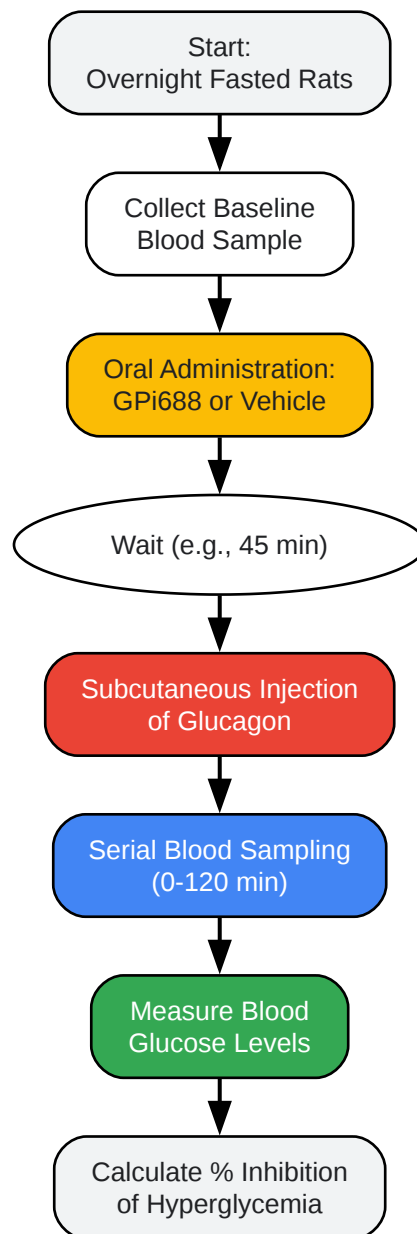 Start:
Overnight Fasted Rats
Collect Baseline
Blood Sample
Oral Administration:
GPi688 or Vehicle
Wait (e.g., 45 min)
Subcutaneous Injection
of Glucagon
Serial Blood Sampling
(0-120 min)
Measure Blood
Glucose Levels
Calculate % Inhibition
of Hyperglycemia